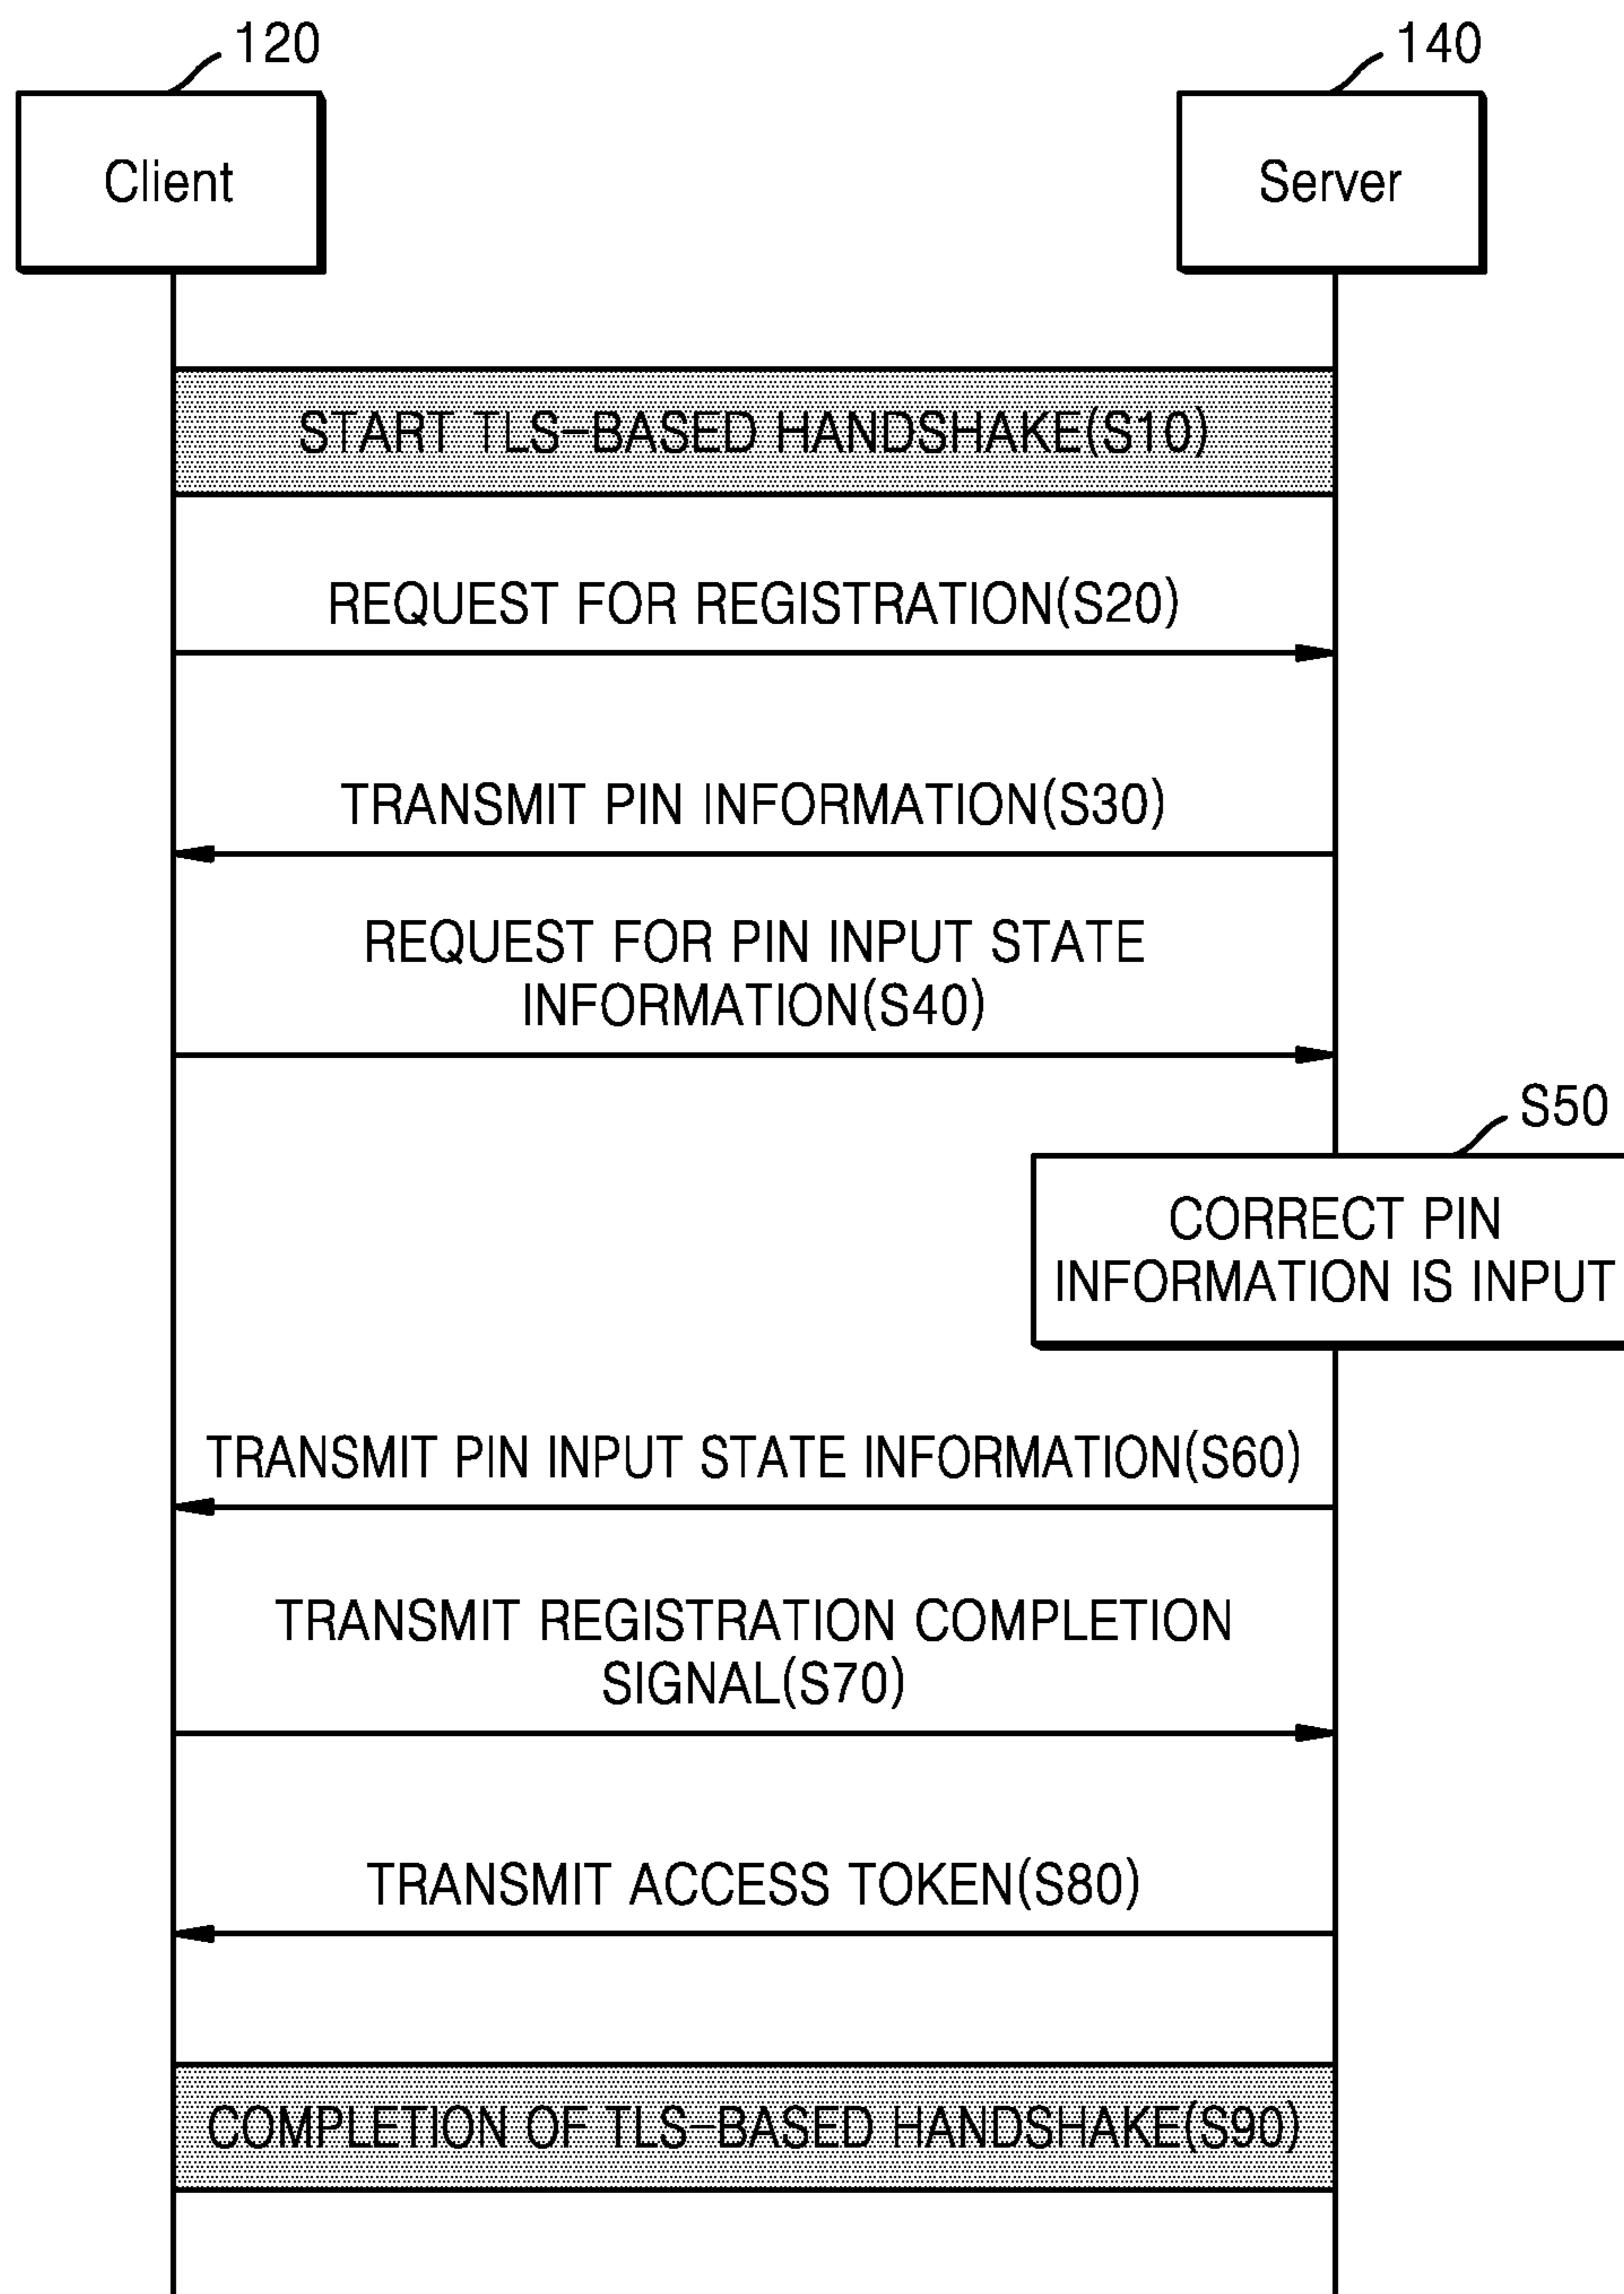 120
140
Client
Server
START TLS-BASED HANDSHAKE(S10)
REQUEST FOR REGISTRATION(S20)
TRANSMIT PIN INFORMATION(S30)
REQUEST FOR PIN INPUT STATE
INFORMATION(S40)
S50
CORRECT PIN
INFORMATION IS INPUT
TRANSMIT PIN INPUT STATE INFORMATION(S60)
TRANSMIT REGISTRATION COMPLETION
SIGNAL(S70)
TRANSMIT ACCESS TOKEN(S80)
COMPLETION OF TLS-BASED HANDSHAKE(S90)